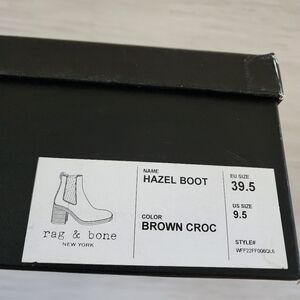 NAME
HAZEL BOOT
COLOR
BROWN CROC
EU SIZE
39.5
US SIZE
9.5
STYLE#
WFF22FF006QL6
rag & bone
NEW YORK